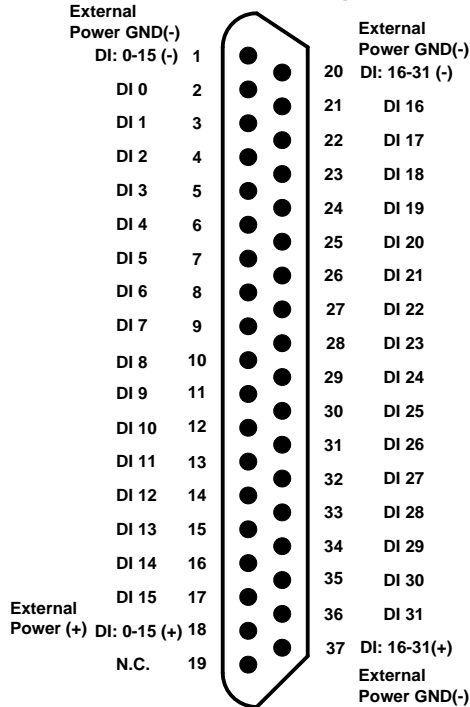 External
Power GND(-)
DI: 0-15 (-) 1
DI 0 2
DI 1 3
DI 2 4
DI 3 5
DI 4 6
DI 5 7
DI 6 8
DI 7 9
DI 8 10
DI 9 11
DI 10 12
DI 11 13
DI 12 14
DI 13 15
DI 14 16
DI 15 17
External
Power (+) DI: 0-15 (+) 18
N.C. 19
External
Power GND(-)
20 DI: 16-31 (-)
21 DI 16
22 DI 17
23 DI 18
24 DI 19
25 DI 20
26 DI 21
27 DI 22
28 DI 23
29 DI 24
30 DI 25
31 DI 26
32 DI 27
33 DI 28
34 DI 29
35 DI 30
36 DI 31
37 DI: 16-31(+)
External
Power GND(-)